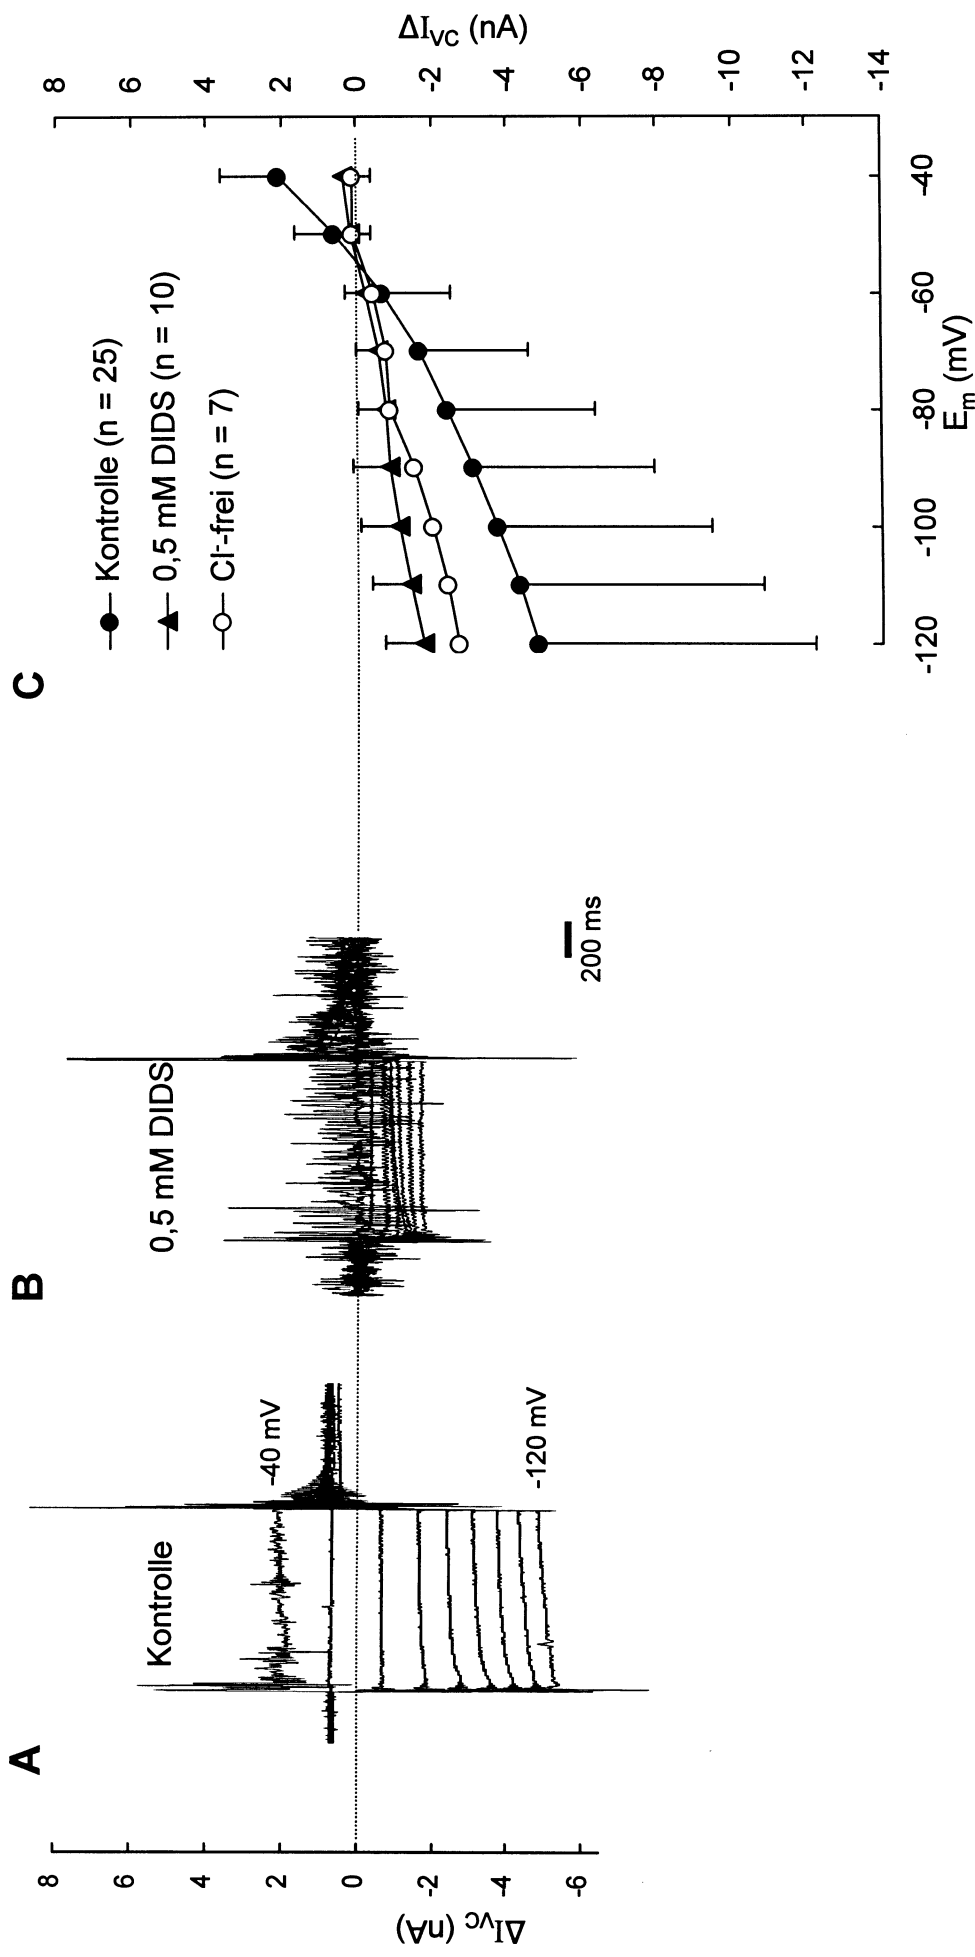 A
Kontrolle
-40 mV
-120 mV
ΔI_VC (nA)
8
6
4
2
0
-2
-4
-6
B
0,5 mM DIDS
200 ms
C
Kontrolle (n = 25)
0,5 mM DIDS (n = 10)
Cl⁻-frei (n = 7)
ΔI_VC (nA)
8
6
4
2
0
-2
-4
-6
-8
-10
-12
-14
-120
-100
-80
-60
-40
E_m (mV)